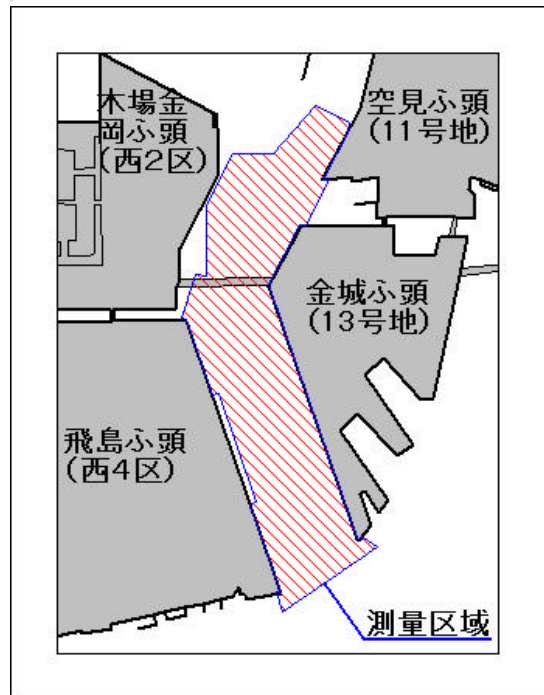 木場金
岡ふ頭
(西2区)
空見ふ頭
(11号地)
金城ふ頭
(13号地)
飛島ふ頭
(西4区)
測量区域